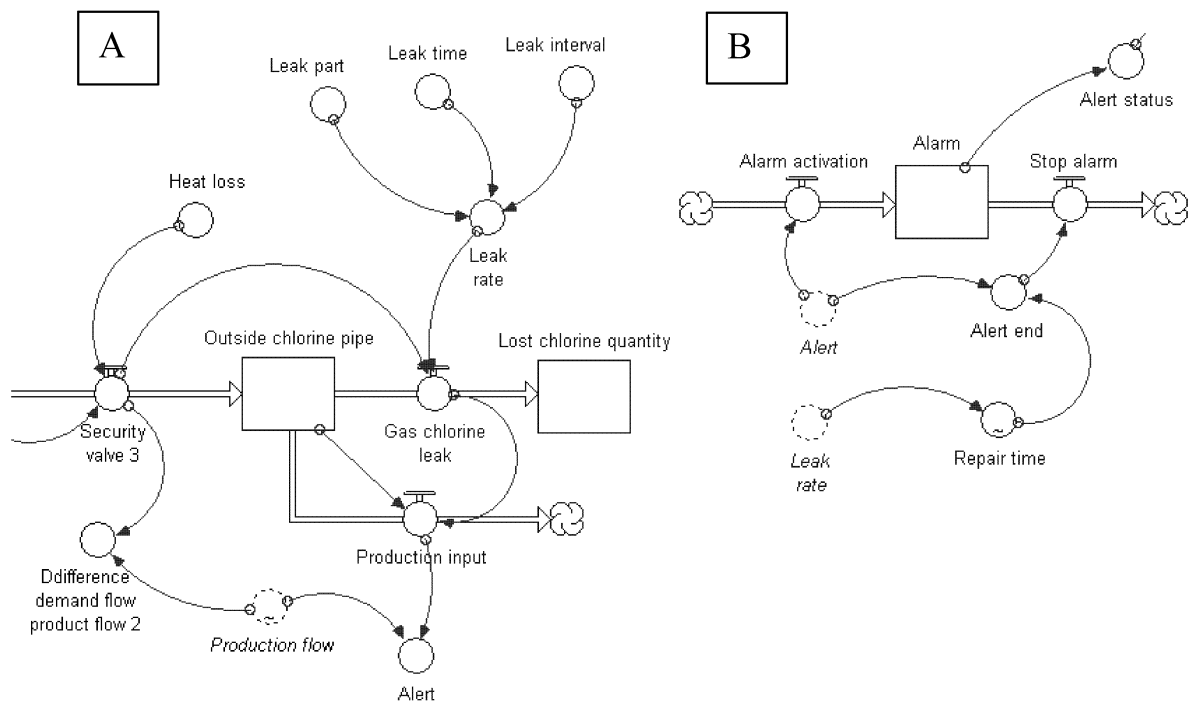 A
Leak part
Leak time
Leak interval
Heat loss
Leak
rate
Outside chlorine pipe
Lost chlorine quantity
Security
valve 3
Gas chlorine
leak
Production input
Ddifference
demand flow
product flow 2
Production flow
Alert
B
Alert status
Alarm activation
Alarm
Stop alarm
Alert
Alert end
Leak
rate
Repair time